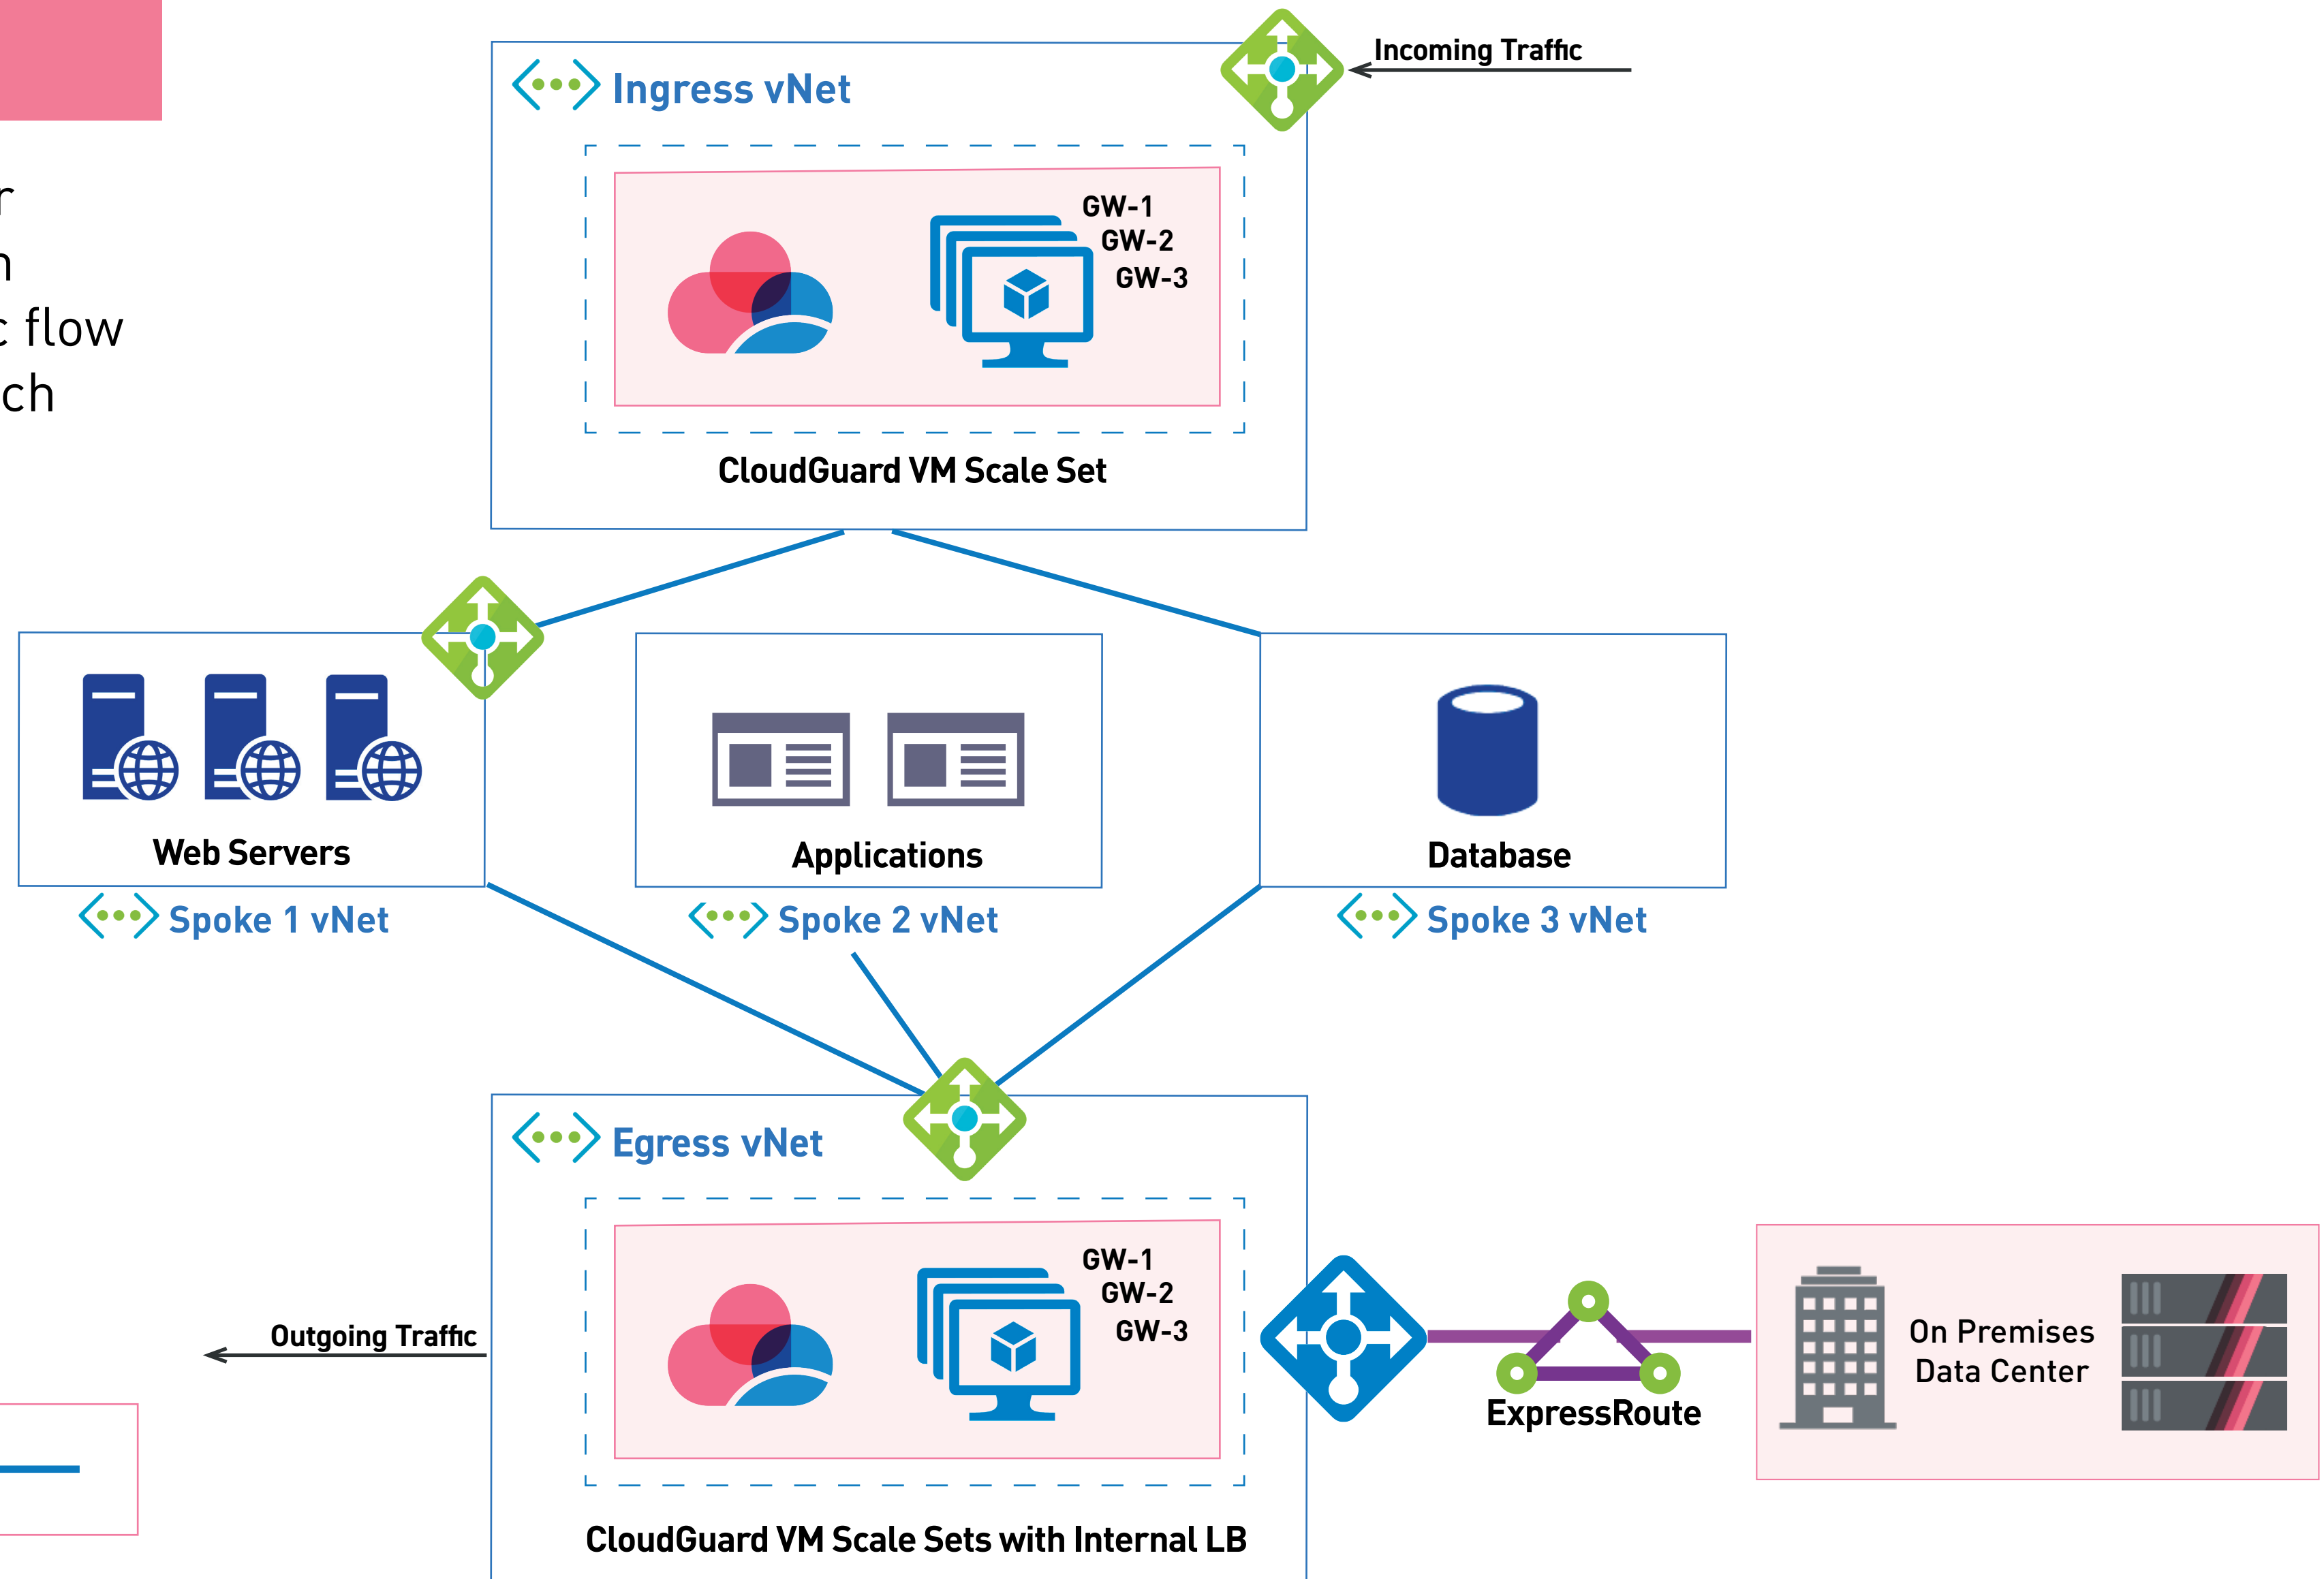 Incoming Traffic
Ingress vNet
GW-1
GW-2
GW-3
flow
CloudGuard VM Scale Set
Web Servers
Applications
Database
Spoke 1 vNet
Spoke 2 vNet
Spoke 3 vNet
Egress vNet
GW-1
GW-2
GW-3
Outgoing Traffic
On Premises
Data Center
ExpressRoute
CloudGuard VM Scale Sets with Internal LB